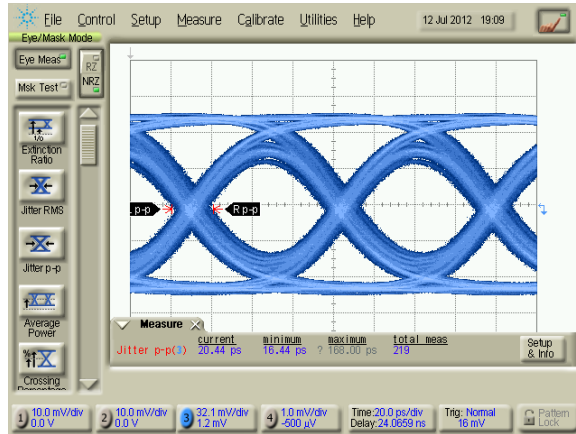 File Control Setup Measure Calibrate Utilities Help 12 Jul 2012 19:09
Eye/Mask Mode
Eye Meas
RZ
Msk Test
NRZ
Extinction
Ratio
Jitter RMS
p-p
R p-p
Jitter p-p
Average
Power
Crossing
Measure
current minimum maximum total meas
Jitter p-p(3) 20.44 ps 16.44 ps ? 168.00 ps 219
Setup
& Info
1 10.0 mV/div
0.0 V
2 10.0 mV/div
0.0 V
3 32.1 mV/div
1.2 mV
4 1.0 mV/div
-500 µV
Time:20.0 ps/div
Delay:24.0659 ns
Trig: Normal
16 mV
Pattern
Lock